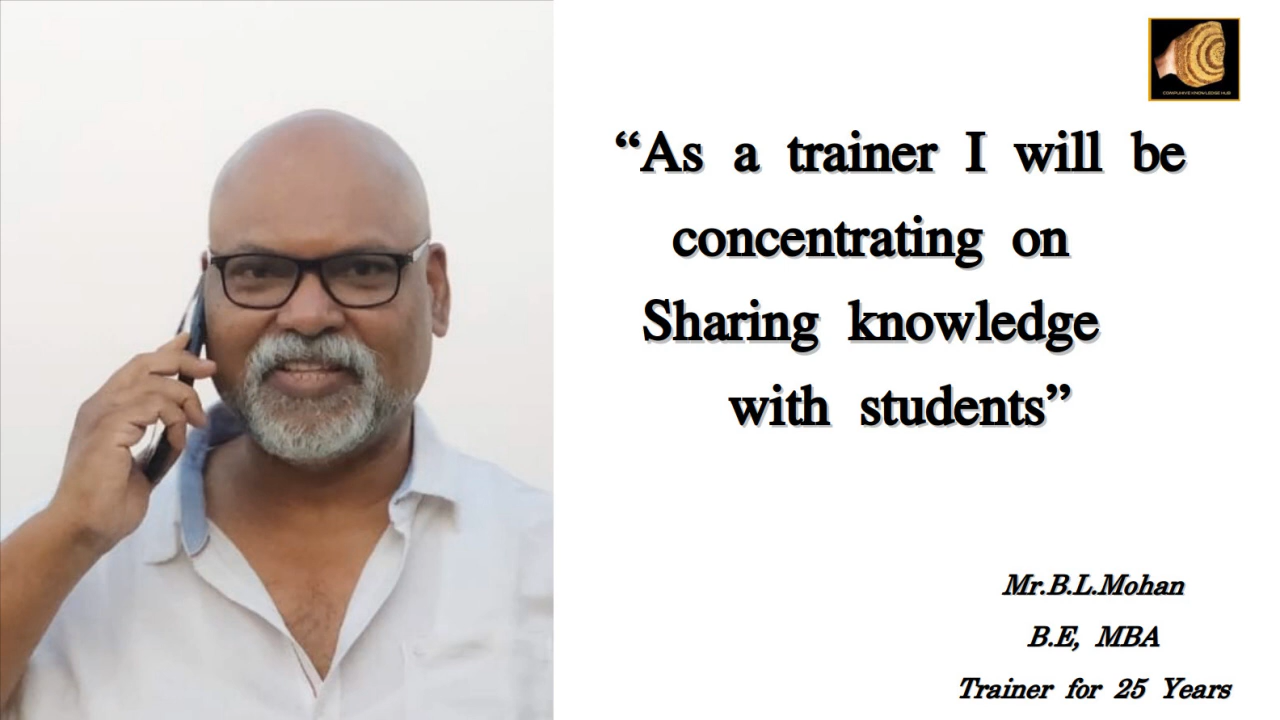 “As a trainer I will be
concentrating on
Sharing knowledge
with students”
Mr.B.L.Mohan
B.E, MBA
Trainer for 25 Years